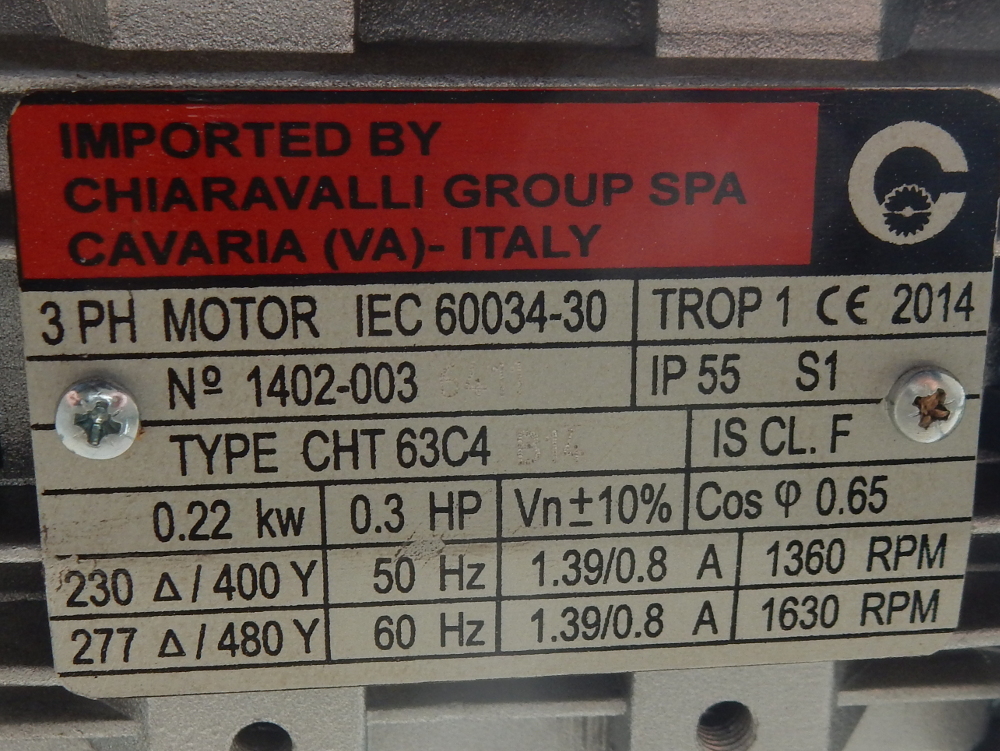 IMPORTED BY
CHIARAVALLI GROUP SPA
CAVARIA (VA)- ITALY
3 PH MOTOR IEC 60034-30 TROP 1 CE 2014
Nº 1402-003 IP 55 S1
TYPE CHT 63C4 B14 IS CL. F
0.22 kw 0.3 HP Vn±10% Cos φ 0.65
230 Δ / 400 Y 50 Hz 1.39/0.8 A 1360 RPM
277 Δ / 480 Y 60 Hz 1.39/0.8 A 1630 RPM